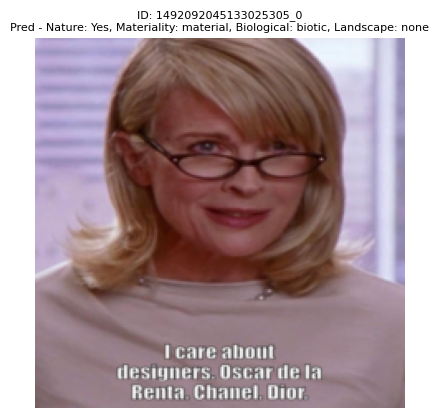 ID: 1492092045133025305_0
Pred - Nature: Yes, Materiality: material, Biological: biotic, Landscape: none
I care about
designers. Oscar de la
Renta. Chanel. Dior.